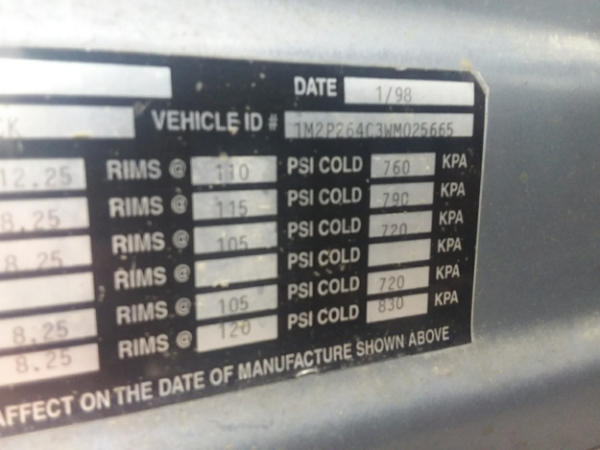 DATE 1/98
CK VEHICLE ID # 1M2P264C3WM025665
12.25 RIMS @ 110 PSI COLD 760 KPA
8.25 RIMS @ 115 PSI COLD 790 KPA
8.25 RIMS @ 105 PSI COLD 720 KPA
RIMS @ PSI COLD KPA
8.25 RIMS @ 105 PSI COLD 720 KPA
8.25 RIMS @ 120 PSI COLD 830 KPA
AFFECT ON THE DATE OF MANUFACTURE SHOWN ABOVE